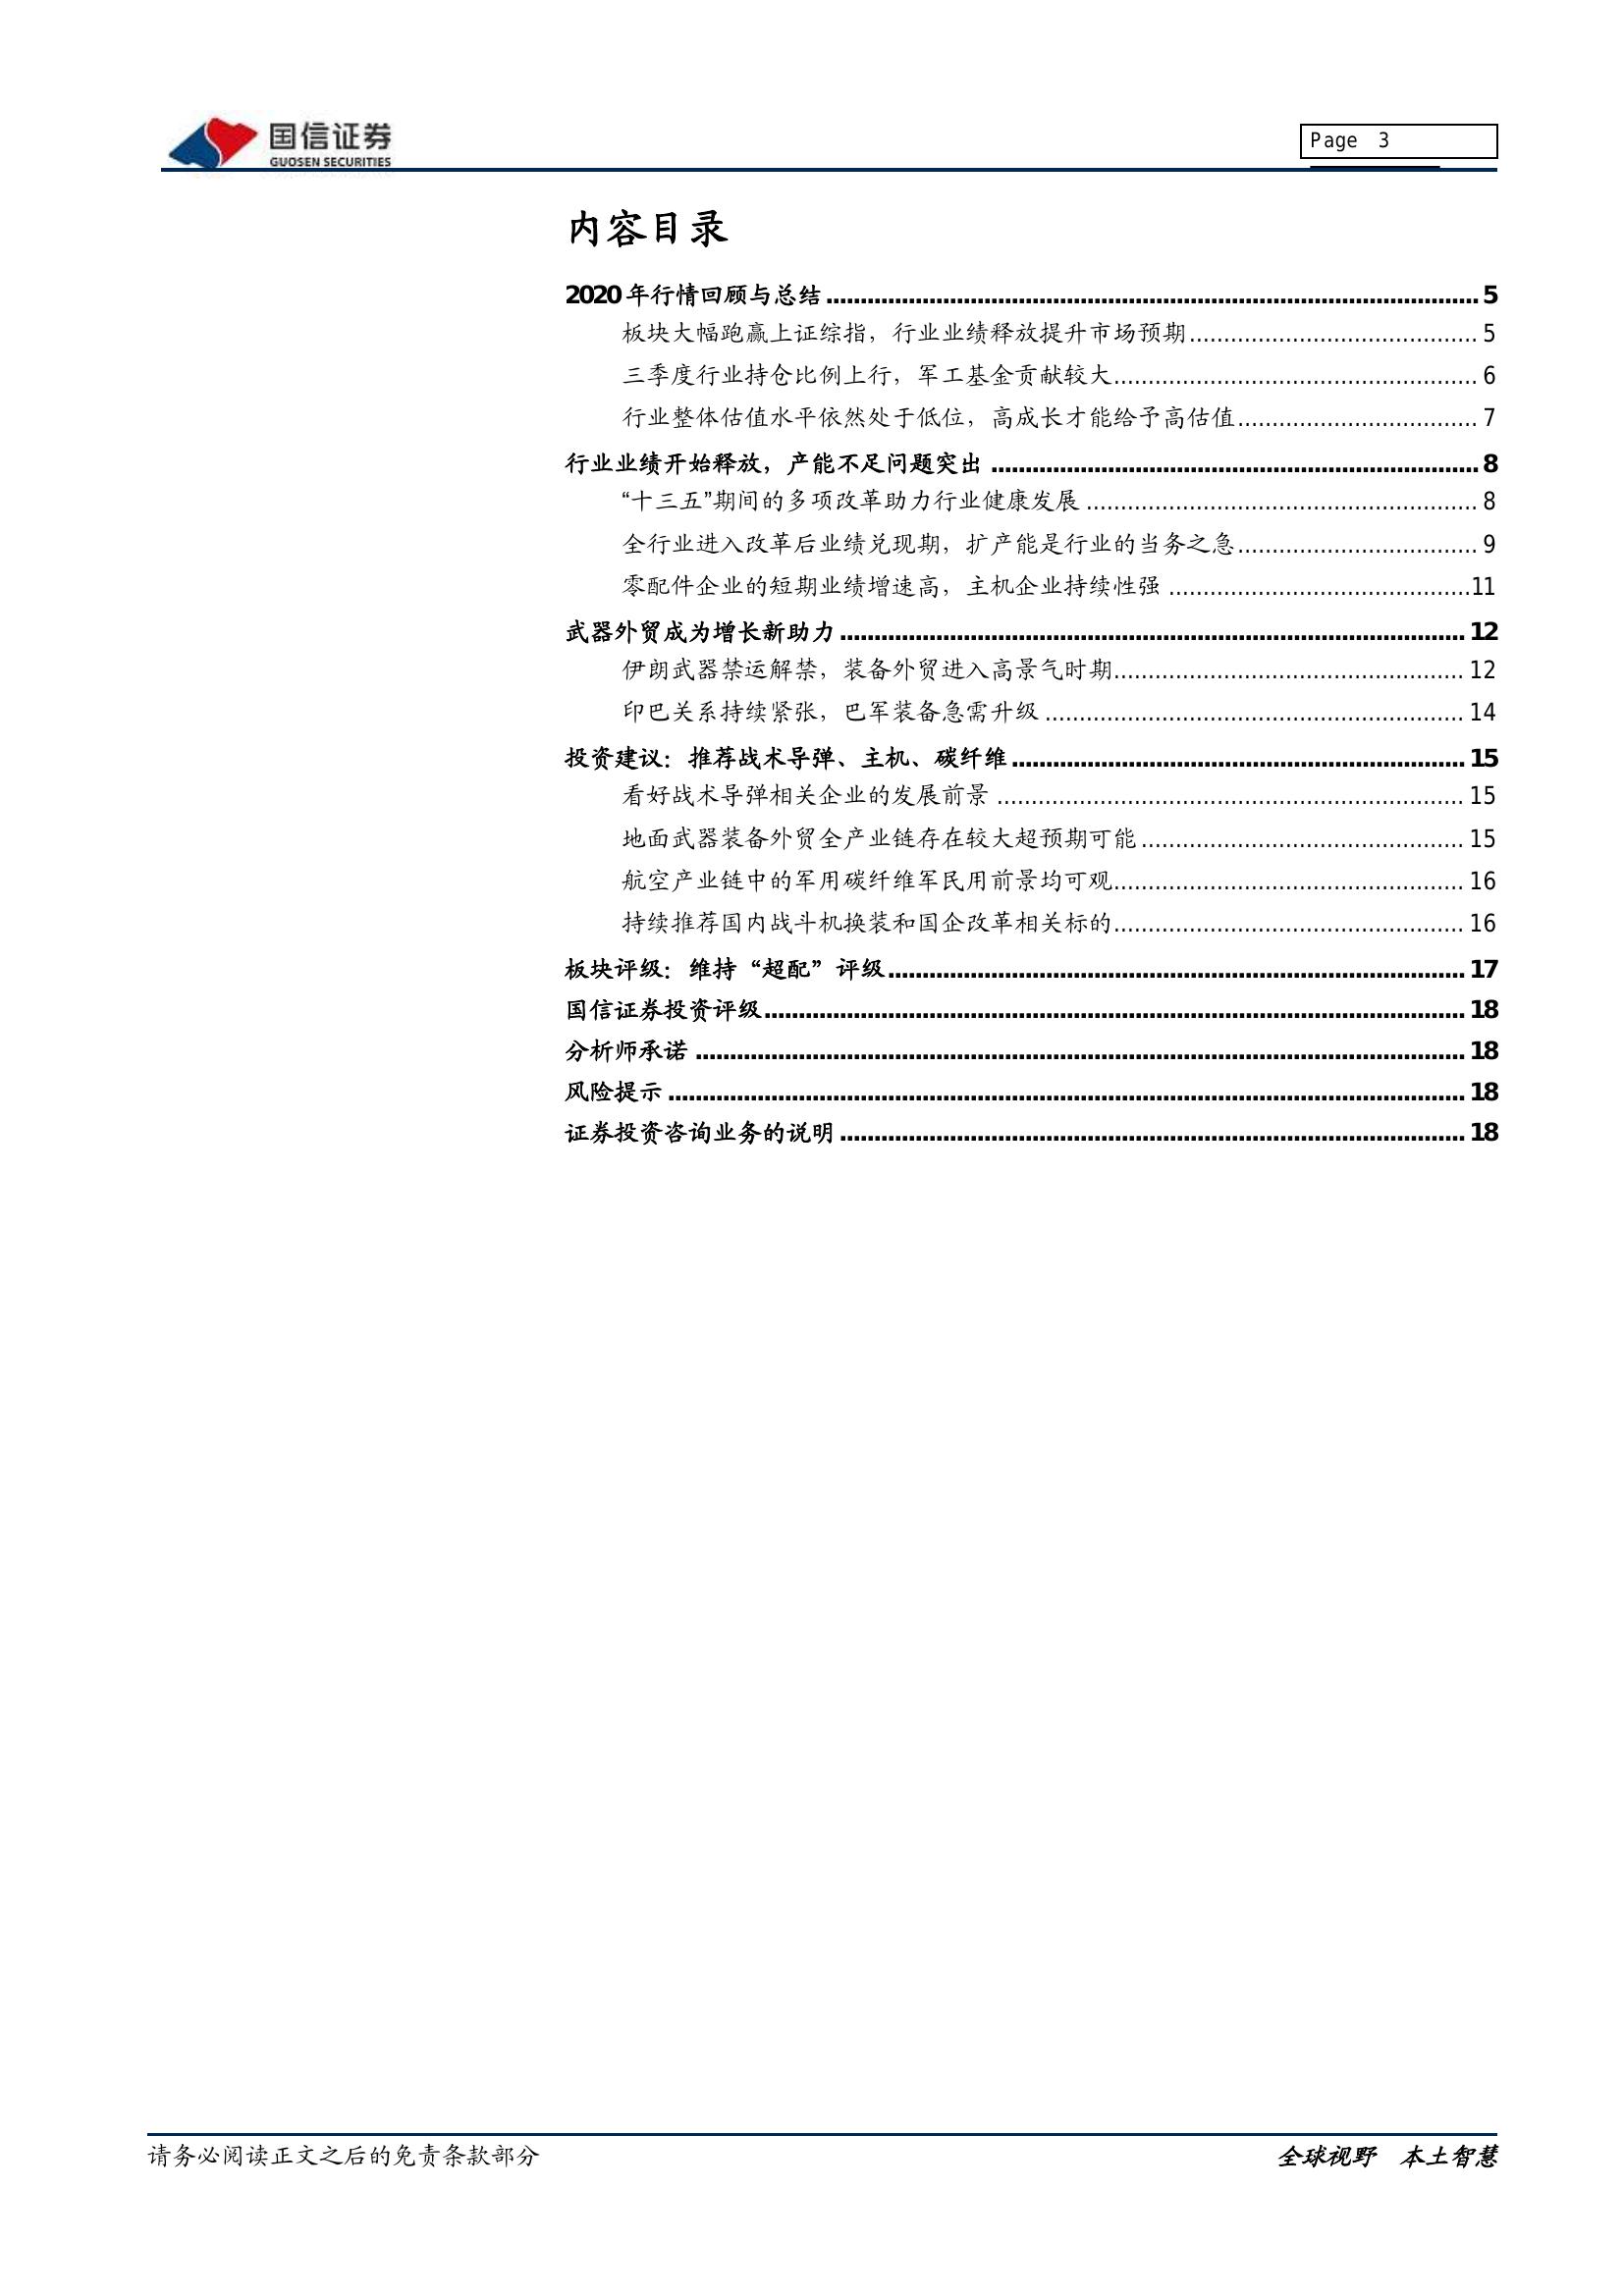 国信证券
GUOSEN SECURITIES
Page 3
内容目录
2020 年行情回顾与总结 ................................................................ 5
板块大幅跑赢上证综指，行业业绩释放提升市场预期 .......................................... 5
三季度行业持仓比例上行，军工基金贡献较大 ..................................................... 6
行业整体估值水平依然处于低位，高成长才能给予高估值 ................................... 7
行业业绩开始释放，产能不足问题突出 ....................................................................... 8
“十三五”期间的多项改革助力行业健康发展 ......................................................... 8
全行业进入改革后业绩兑现期，扩产能是行业的当务之急 ................................... 9
零配件企业的短期业绩增速高，主机企业持续性强 ............................................ 11
武器外贸成为增长新助力 ........................................................................................... 12
伊朗武器禁运解禁，装备外贸进入高景气时期 ................................................... 12
印巴关系持续紧张，巴军装备急需升级 ............................................................. 14
投资建议：推荐战术导弹、主机、碳纤维 .................................................................. 15
看好战术导弹相关企业的发展前景 .................................................................... 15
地面武器装备外贸全产业链存在较大超预期可能 ............................................... 15
航空产业链中的军用碳纤维军民用前景均可观 ................................................... 16
持续推荐国内战斗机换装和国企改革相关标的 ................................................... 16
板块评级：维持“超配”评级 .................................................................................... 17
国信证券投资评级 ...................................................................................................... 18
分析师承诺 ................................................................................................................ 18
风险提示 .................................................................................................................... 18
证券投资咨询业务的说明 ........................................................................................... 18
请务必阅读正文之后的免责条款部分
全球视野 本土智慧